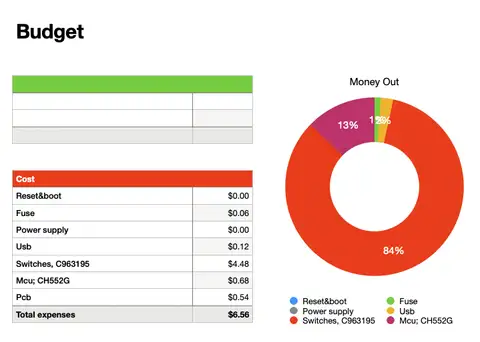 Budget
Cost
Reset&boot $0.00
Fuse $0.06
Power supply $0.00
Usb $0.12
Switches, C963195 $4.48
Mcu; CH552G $0.68
Pcb $0.54
Total expenses $6.56
Money Out
13%
1%
2%
84%
Reset&boot
Fuse
Power supply
Usb
Switches, C963195
Mcu; CH552G